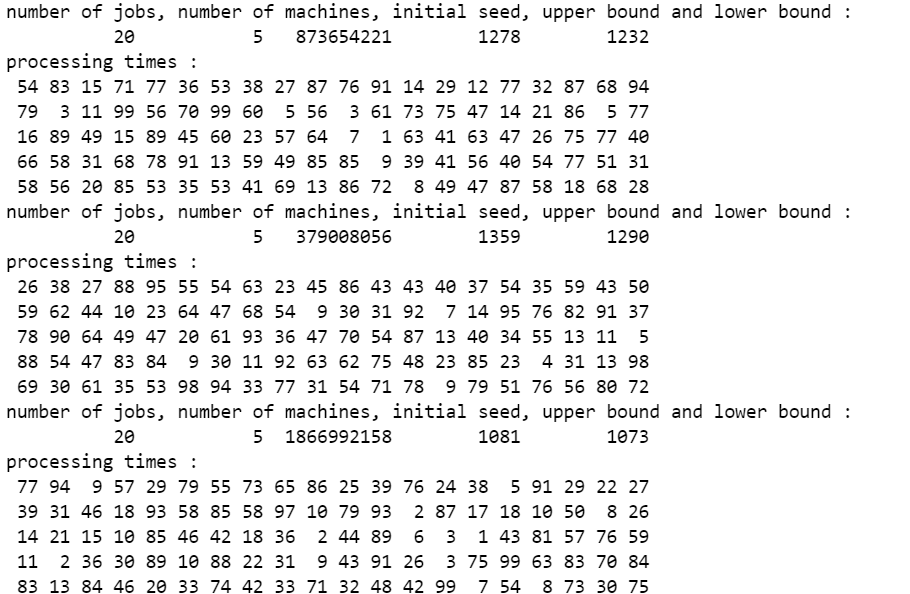 number of jobs, number of machines, initial seed, upper bound and lower bound :
          20           5   873654221        1278        1232
processing times :
 54 83 15 71 77 36 53 38 27 87 76 91 14 29 12 77 32 87 68 94
 79  3 11 99 56 70 99 60  5 56  3 61 73 75 47 14 21 86  5 77
 16 89 49 15 89 45 60 23 57 64  7  1 63 41 63 47 26 75 77 40
 66 58 31 68 78 91 13 59 49 85 85  9 39 41 56 40 54 77 51 31
 58 56 20 85 53 35 53 41 69 13 86 72  8 49 47 87 58 18 68 28
number of jobs, number of machines, initial seed, upper bound and lower bound :
          20           5   379008056        1359        1290
processing times :
 26 38 27 88 95 55 54 63 23 45 86 43 43 40 37 54 35 59 43 50
 59 62 44 10 23 64 47 68 54  9 30 31 92  7 14 95 76 82 91 37
 78 90 64 49 47 20 61 93 36 47 70 54 87 13 40 34 55 13 11  5
 88 54 47 83 84  9 30 11 92 63 62 75 48 23 85 23  4 31 13 98
 69 30 61 35 53 98 94 33 77 31 54 71 78  9 79 51 76 56 80 72
number of jobs, number of machines, initial seed, upper bound and lower bound :
          20           5  1866992158        1081        1073
processing times :
 77 94  9 57 29 79 55 73 65 86 25 39 76 24 38  5 91 29 22 27
 39 31 46 18 93 58 85 58 97 10 79 93  2 87 17 18 10 50  8 26
 14 21 15 10 85 46 42 18 36  2 44 89  6  3  1 43 81 57 76 59
 11  2 36 30 89 10 88 22 31  9 43 91 26  3 75 99 63 83 70 84
 83 13 84 46 20 33 74 42 33 71 32 48 42 99  7 54  8 73 30 75